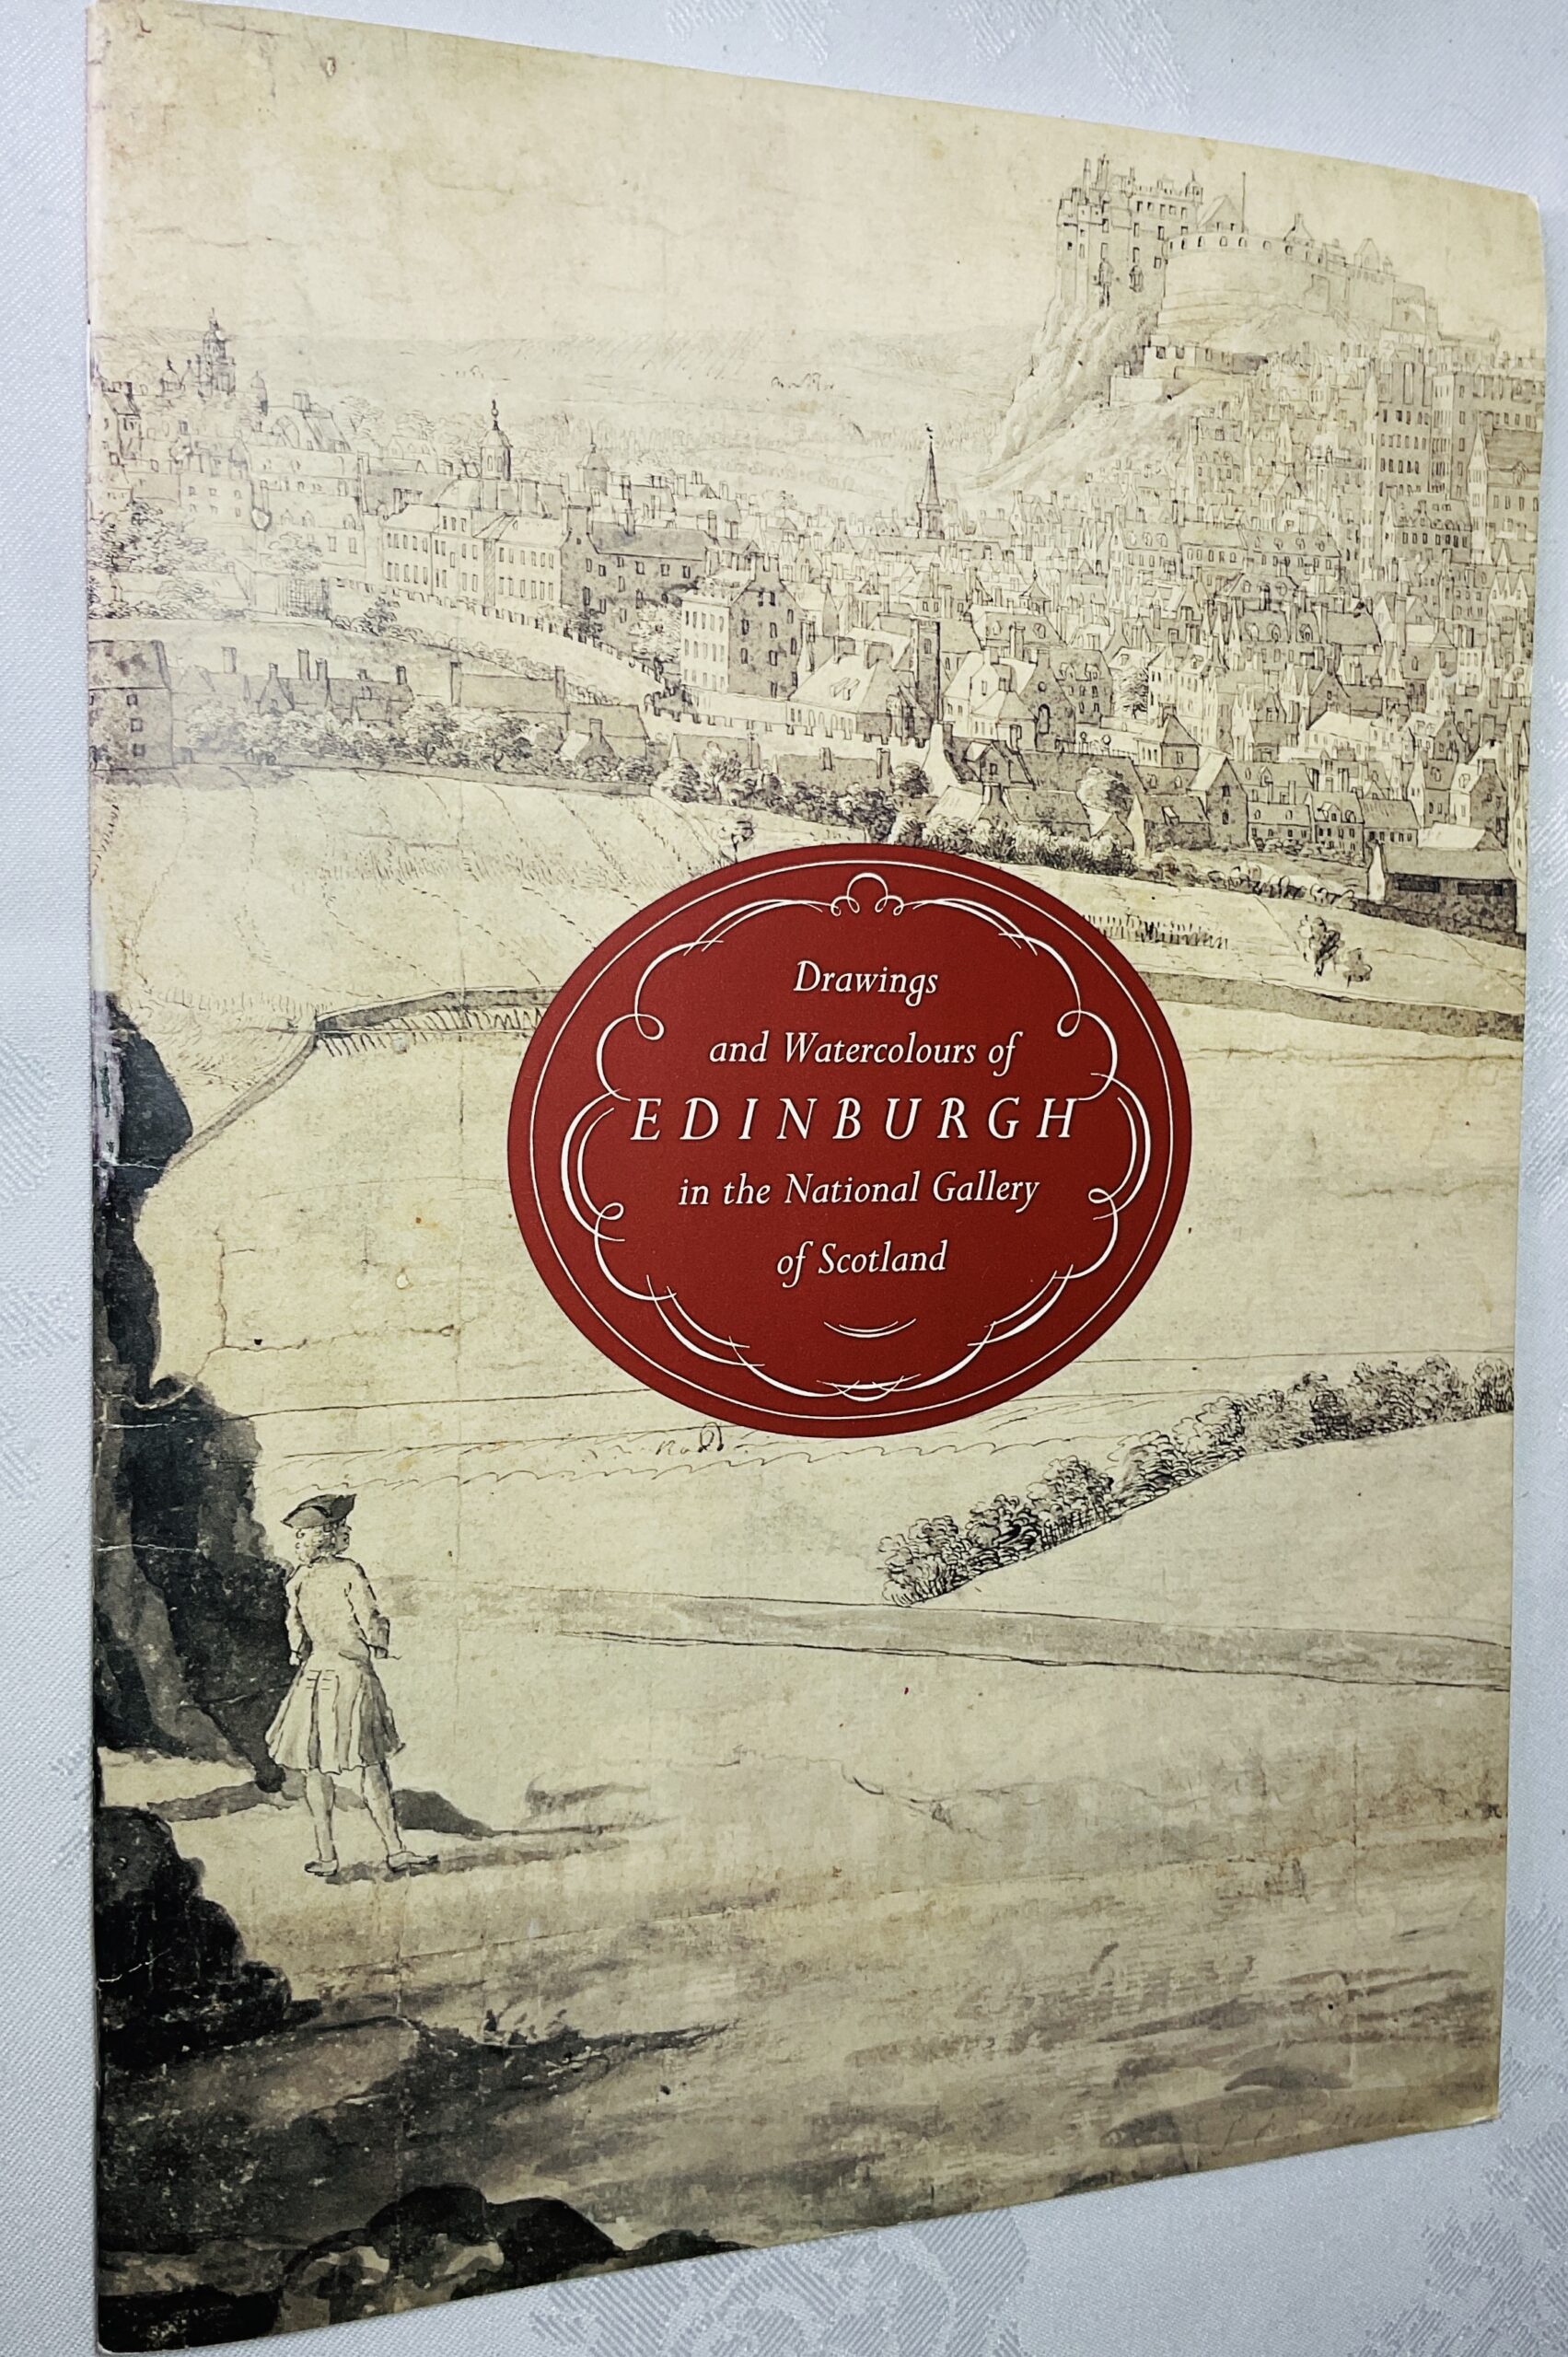 Drawings
and Watercolours of
EDINBURGH
in the National Gallery
of Scotland